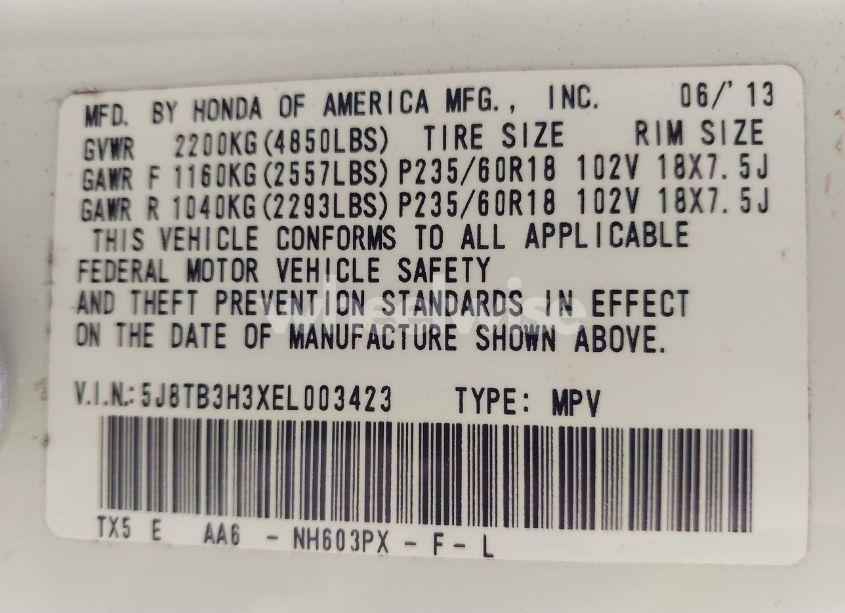 MFD. BY HONDA OF AMERICA MFG., INC. 06/'13
GVWR 2200KG(4850LBS) TIRE SIZE RIM SIZE
GAWR F 1160KG(2557LBS) P235/60R18 102V 18X7.5J
GAWR R 1040KG(2293LBS) P235/60R18 102V 18X7.5J
THIS VEHICLE CONFORMS TO ALL APPLICABLE
FEDERAL MOTOR VEHICLE SAFETY
AND THEFT PREVENTION STANDARDS IN EFFECT
ON THE DATE OF MANUFACTURE SHOWN ABOVE.
V.I.N.: 5J8TB3H3XEL003423 TYPE: MPV
TX5 E AA6 - NH603PX - F - L